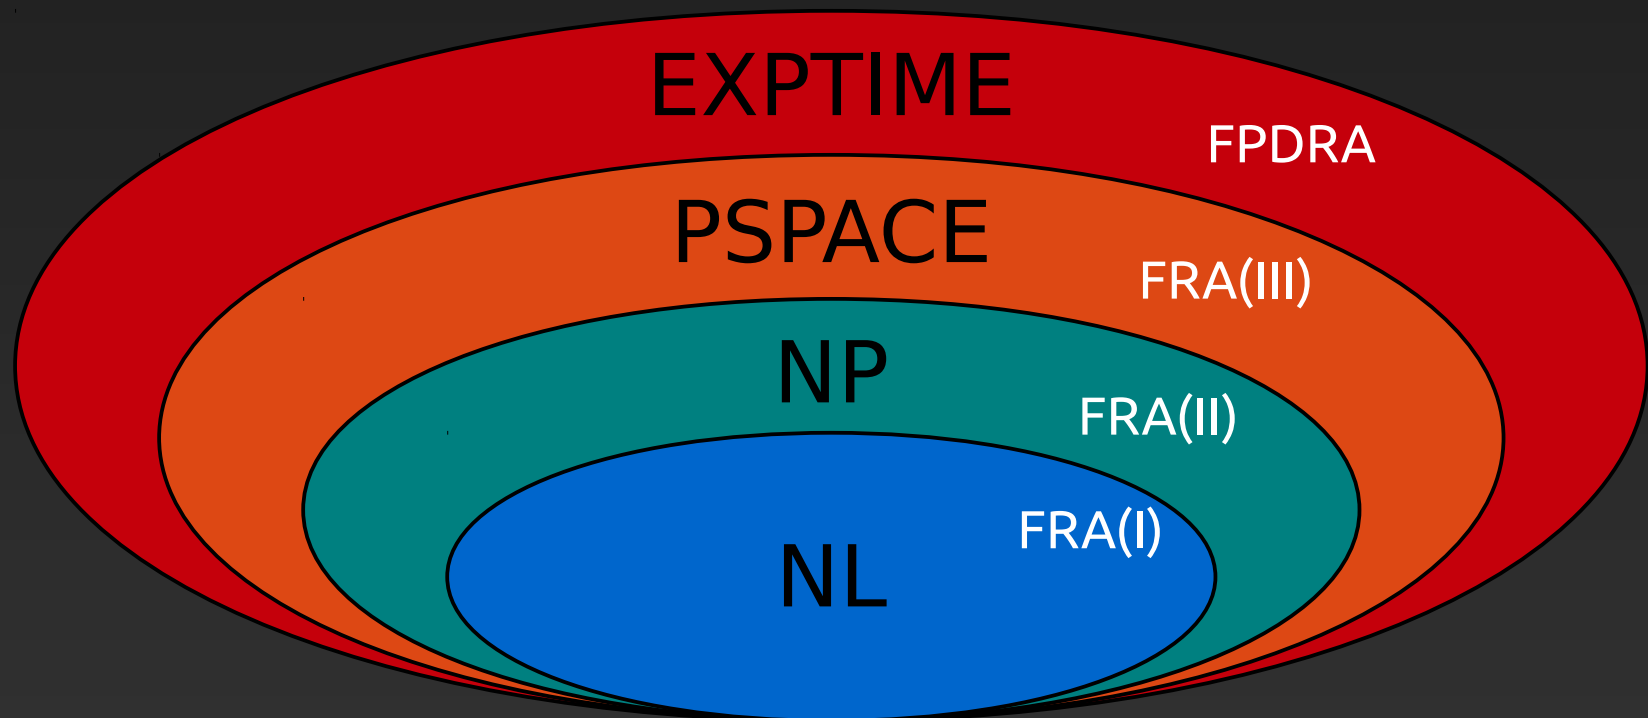 EXPTIME
FPDRA
PSPACE
FRA(III)
NP
FRA(II)
FRA(I)
NL